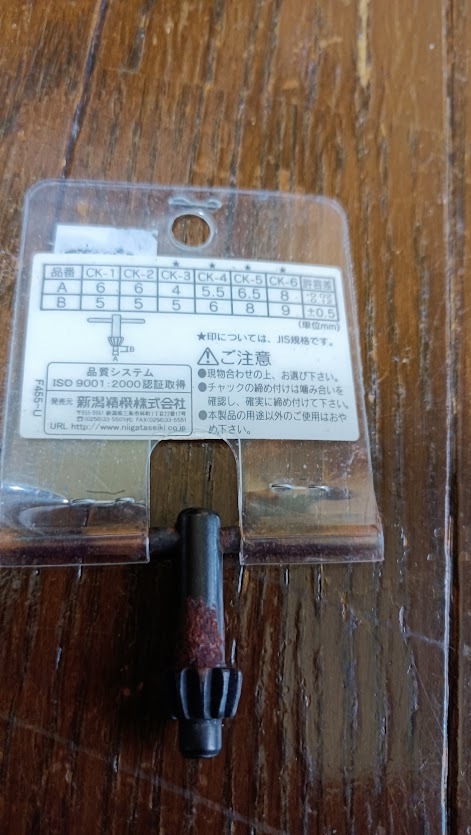 ★ ★ ★ ★
品番 CK-1 CK-2 CK-3 CK-4 CK-5 CK-6 許容差
A 6 6 4 5.5 6.5 8
B 5 5 5 6 8 9 ±0.5
(単位mm)
B
A
★印については、JIS規格です。
品質システム
ISO 9001:2000認証取得
発売元 新潟精機株式会社
URL http://www.niigataseiki.co.jp
F455-U
⚠ご注意
●現物合わせの上、お選び下さい。
●チャックの締め付けは噛み合いを
確認し、確実に締め付けて下さい。
●本製品の用途以外のご使用はおや
め下さい。